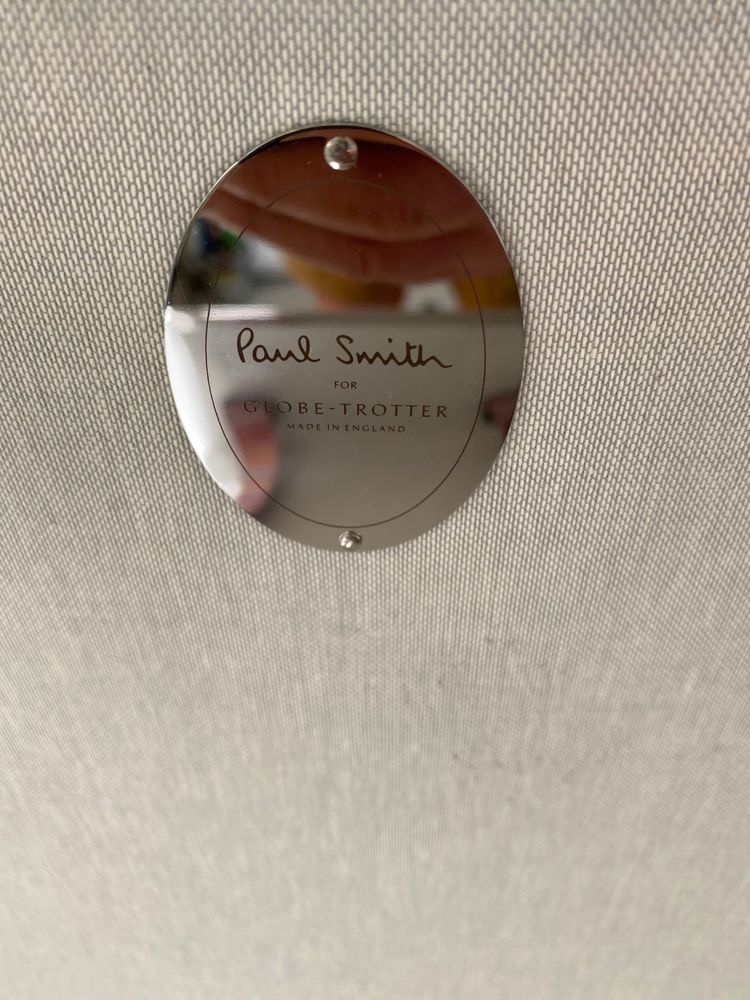 Paul Smith
FOR
GLOBE-TROTTER
MADE IN ENGLAND